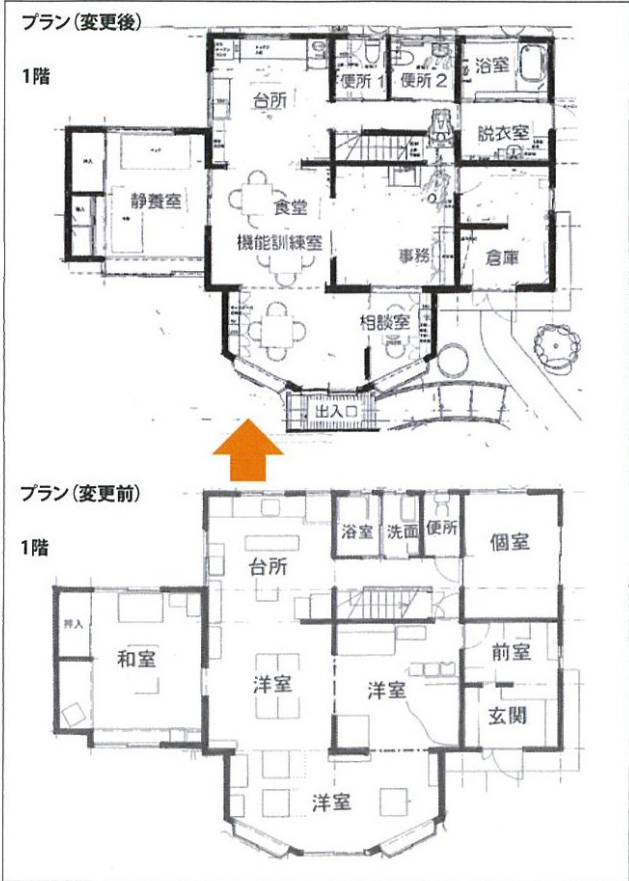 プラン（変更後）
1階
台所
便所 1
便所 2
浴室
脱衣室
押入
静養室
食堂
機能訓練室
事務
倉庫
相談室
出入口
プラン（変更前）
1階
浴室
洗面
便所
個室
台所
押入
和室
洋室
洋室
前室
玄関
洋室